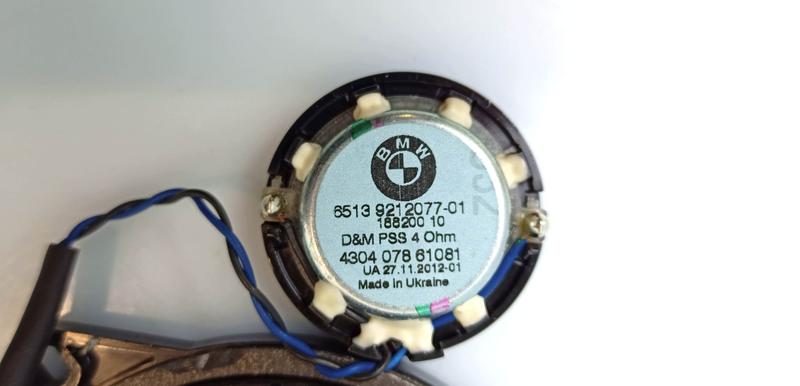 BMW
6513 9212077-01
188200 10
D&M PSS 4 Ohm
4304 078 61081
UA 27.11.2012-01
Made in Ukraine